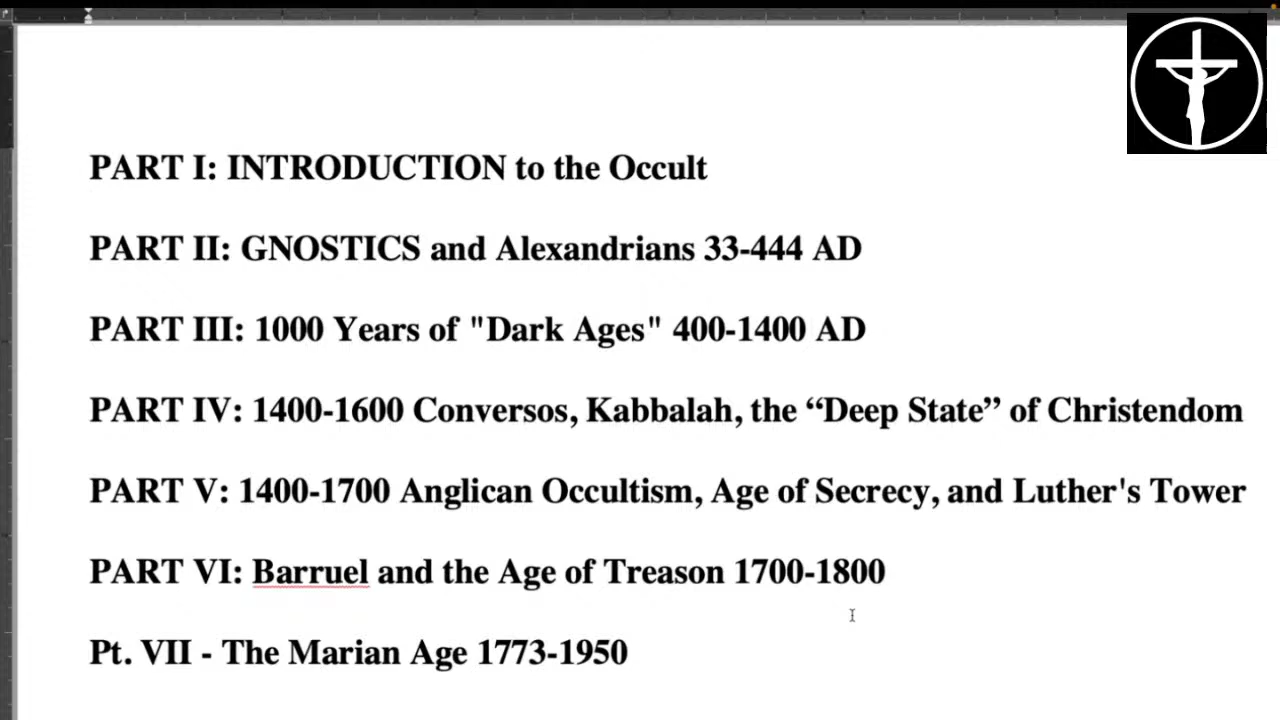 PART I: INTRODUCTION to the Occult
PART II: GNOSTICS and Alexandrians 33-444 AD
PART III: 1000 Years of "Dark Ages" 400-1400 AD
PART IV: 1400-1600 Conversos, Kabbalah, the “Deep State” of Christendom
PART V: 1400-1700 Anglican Occultism, Age of Secrecy, and Luther's Tower
PART VI: Barruel and the Age of Treason 1700-1800
Pt. VII - The Marian Age 1773-1950